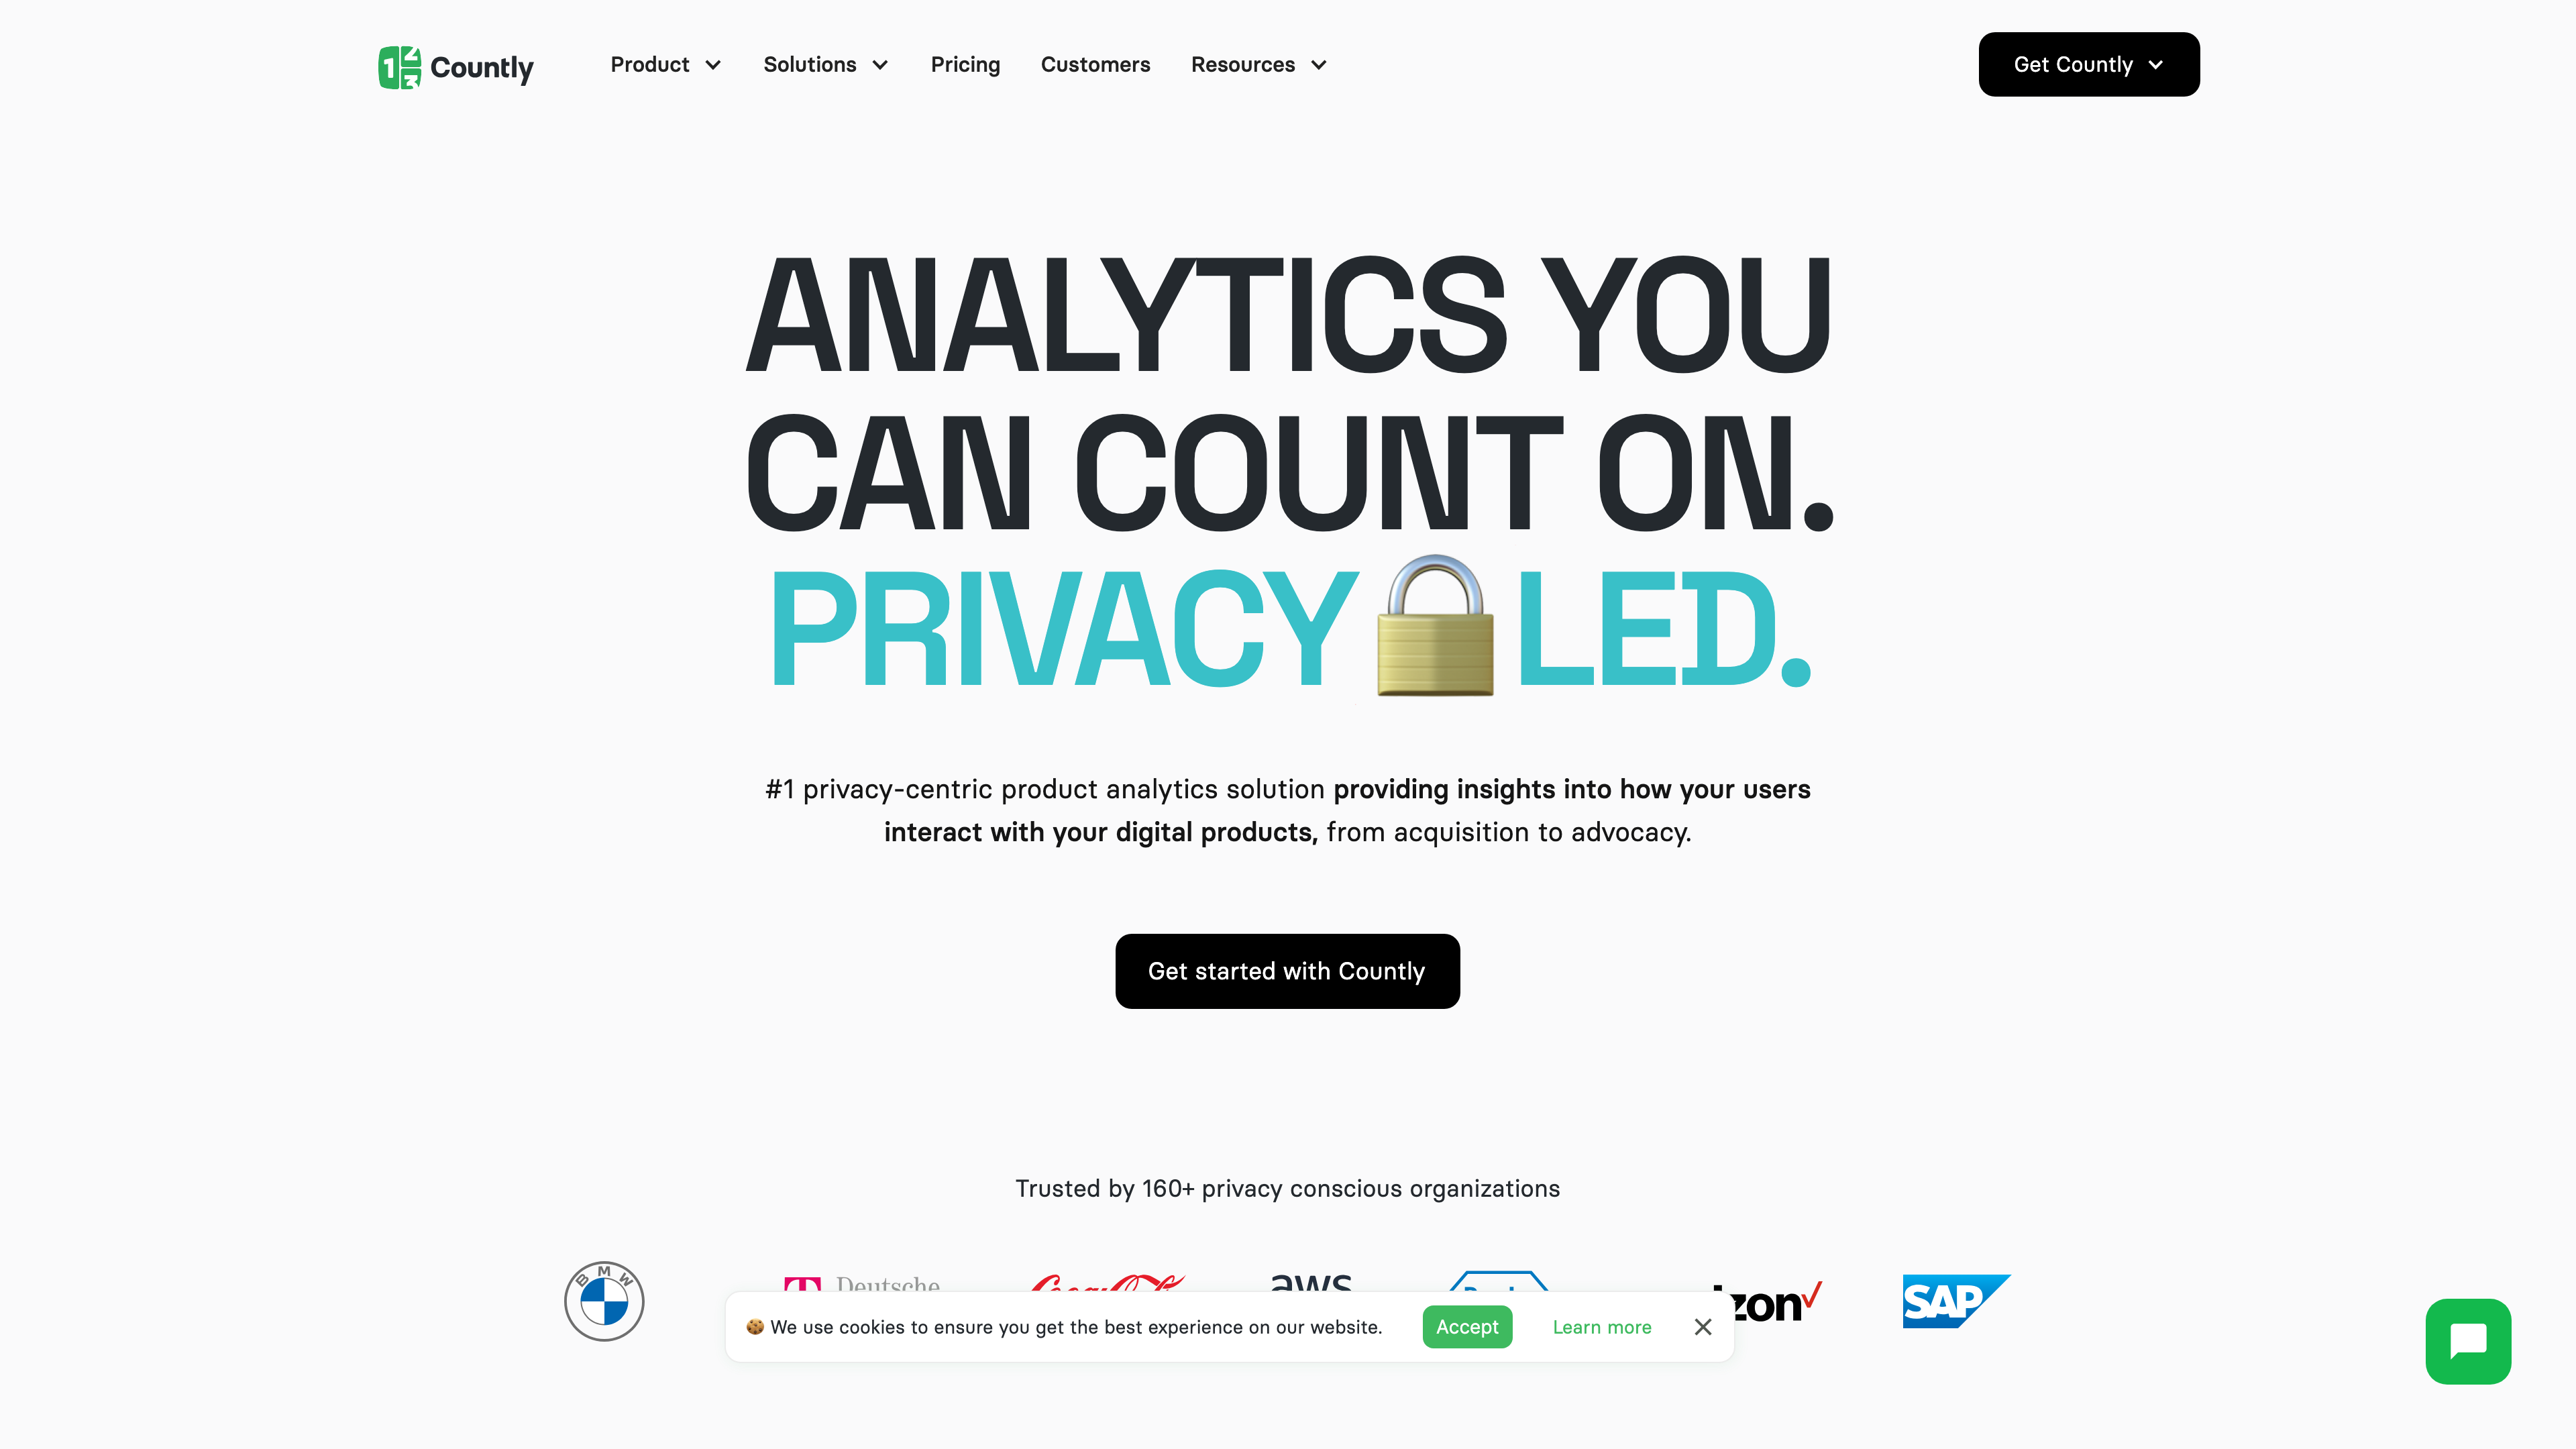 Countly
Product
Solutions
Pricing
Customers
Resources
Get Countly
ANALYTICS YOU
CAN COUNT ON.
PRIVACY LED.
#1 privacy-centric product analytics solution providing insights into how your users
interact with your digital products, from acquisition to advocacy.
Get started with Countly
Trusted by 160+ privacy conscious organizations
BMW
T Deutsche
Coca-Cola
aws
zon
SAP
🍪 We use cookies to ensure you get the best experience on our website.
Accept
Learn more